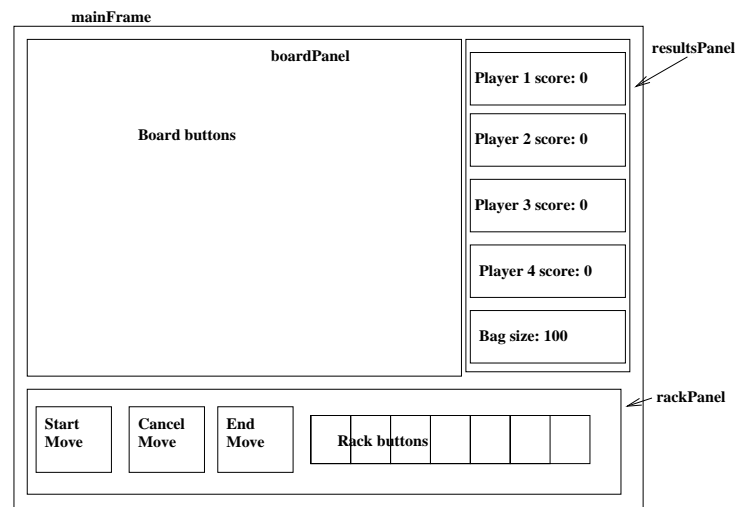 mainFrame
boardPanel
resultsPanel
Player 1 score: 0
Board buttons
Player 2 score: 0
Player 3 score: 0
Player 4 score: 0
Bag size: 100
rackPanel
Start
Move
Cancel
Move
End
Move
Rack buttons